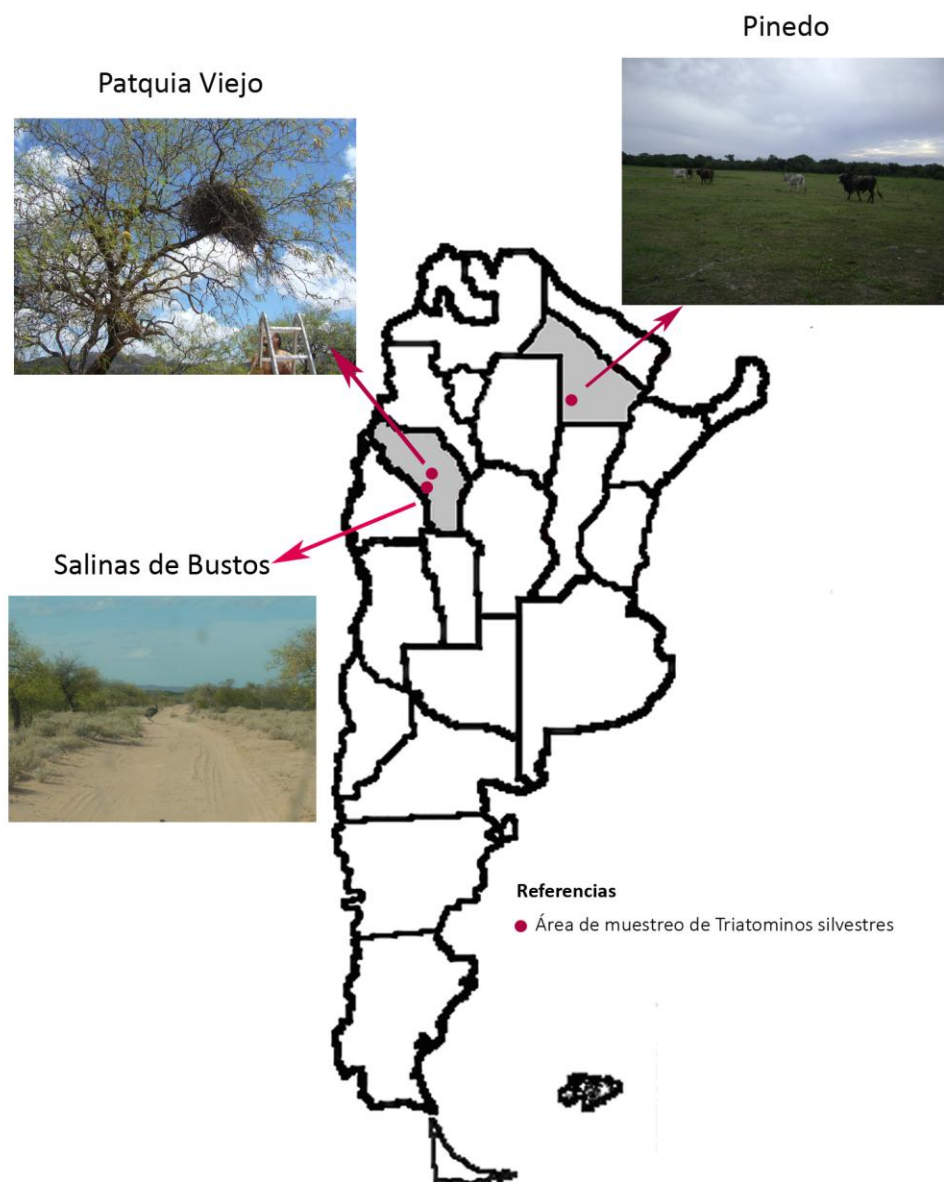 Pinedo
Patquia Viejo
Salinas de Bustos
Referencias
Área de muestreo de Triatominos silvestres